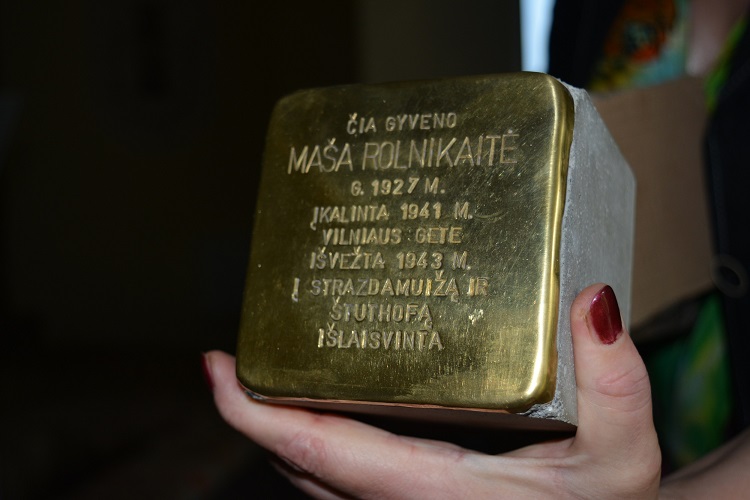 ČIA GYVENO
MAŠA ROLNIKAITĖ
G. 1927 M.
ĮKALINTA 1941 M.
VILNIAUS GETE
IŠVEŽTA 1943 M.
Į STRAZDAMUIŽĄ IR
ŠTUTHOFĄ
IŠLAISVINTA